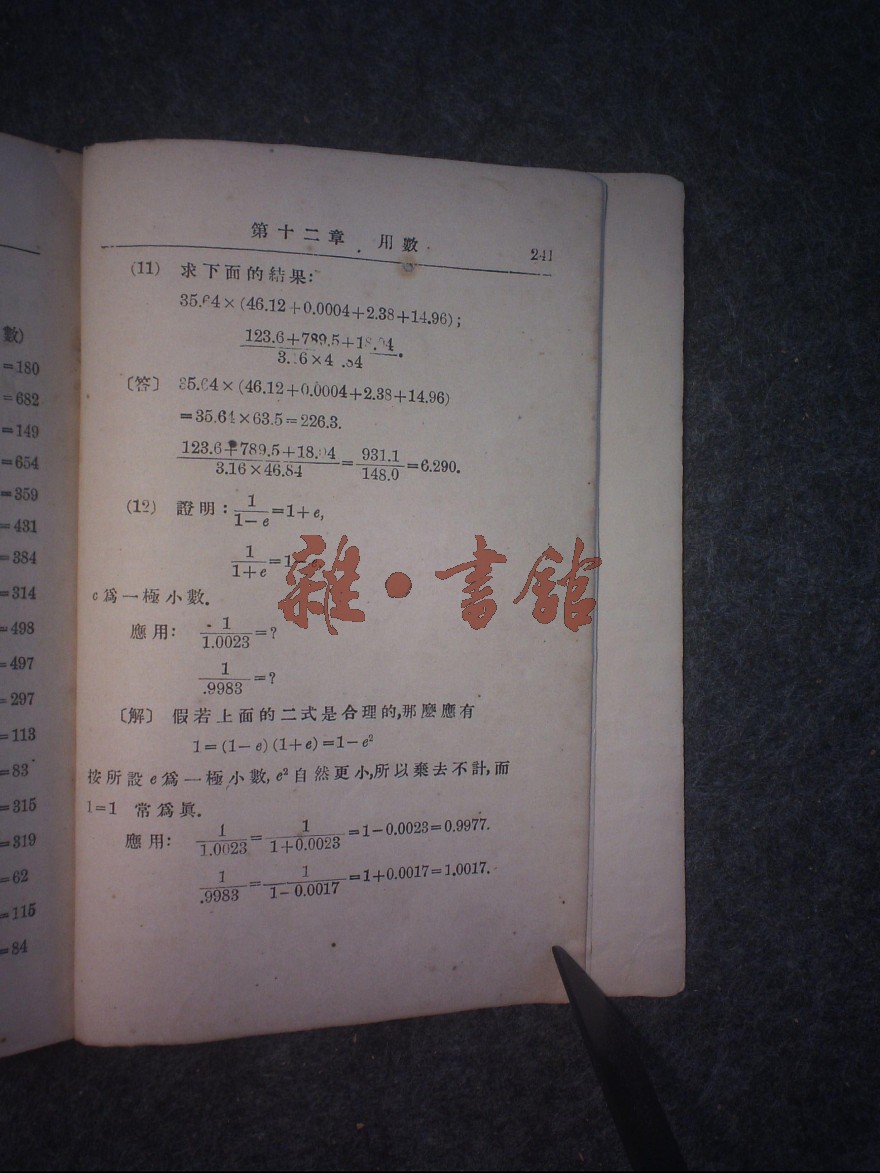 數)
=180
=682
=149
=654
=359
=431
=384
=314
=498
=497
=297
=113
=83
=315
=319
=62
=115
=84
第十二章 用數 241
(11) 求下面的結果:
35.64×(46.12+0.0004+2.38+14.96);
123.6+789.5+18.04
3.16×4 .84
〔答〕 35.64×(46.12+0.0004+2.38+14.96)
=35.64×63.5=226.3.
123.6+789.5+18.04/3.16×46.84=931.1/148.0=6.290.
(12) 證明: 1/1-e=1+e,
1/1+e=1
e爲一極小數.
應用: 1/1.0023=?
1/.9983=?
〔解〕 假若上面的二式是合理的,那麼應有
1=(1-e)(1+e)=1-e²
按所設e爲一極小數,e²自然更小,所以棄去不計,而
1=1 常爲眞.
應用: 1/1.0023=1/1+0.0023=1-0.0023=0.9977.
1/.9983=1/1-0.0017=1+0.0017=1.0017.
雜·書館